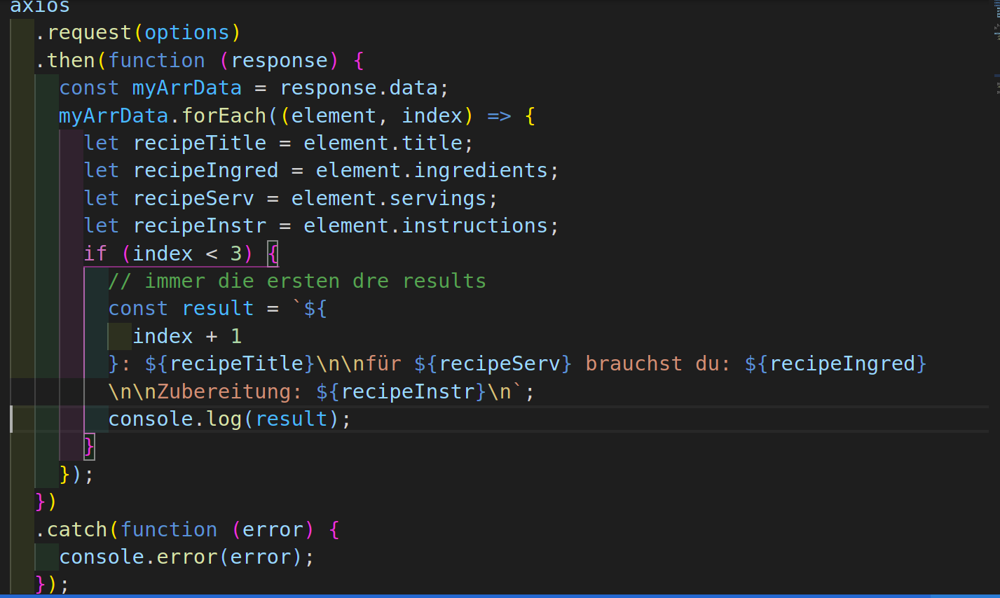 axios
.request(options)
.then(function (response) {
const myArrData = response.data;
myArrData.forEach((element, index) => {
let recipeTitle = element.title;
let recipeIngred = element.ingredients;
let recipeServ = element.servings;
let recipeInstr = element.instructions;
if (index < 3) {
// immer die ersten dre results
const result = `${
index + 1
}: ${recipeTitle}\n\nfür ${recipeServ} brauchst du: ${recipeIngred}
\n\nZubereitung: ${recipeInstr}\n`;
console.log(result);
}
});
})
.catch(function (error) {
console.error(error);
});